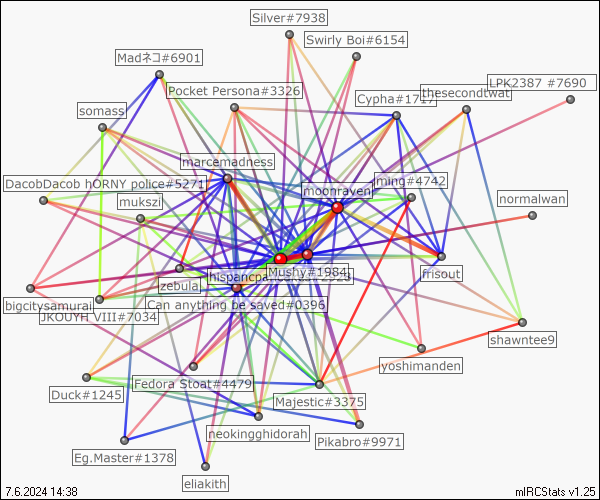 Silver#7938
Swirly Boi#6154
Madネコ#6901
LPK2387 #7690
Pocket Persona#3326
thesecondtwat
Cypha#1717
somass
marcemadness
DacobDacob hORNY police#5271
moonraven
ming#4742
mukszi
normalwan
Mushy#1984
frisout
zebulaj
Can anything be saved#0396
bigcitysamurai
JKOUYH VIII#7034
shawntee9
yoshimanden
Fedora Stoat#4479
Duck#1245
Majestic#3375
neokingghidorah
Pikabro#9971
Eg.Master#1378
eliakith
7.6.2024 14:38
mIRCStats v1.25